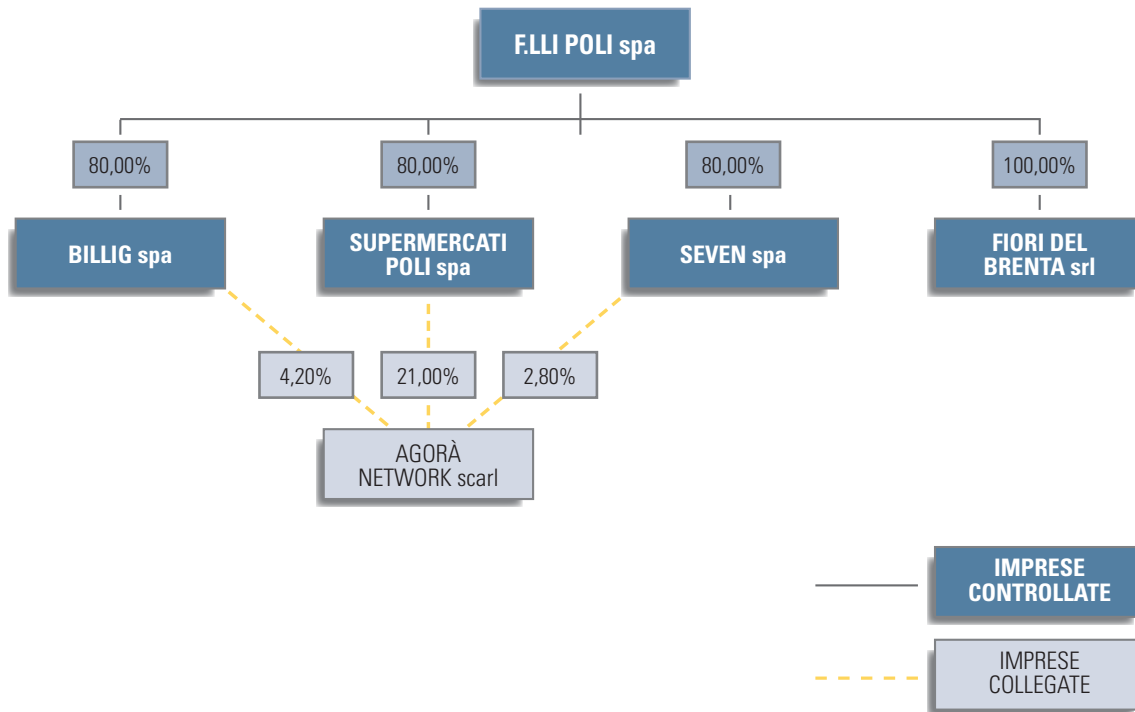 F.LLI POLI spa
80,00%
80,00%
80,00%
100,00%
BILLIG spa
SUPERMERCATI
POLI spa
SEVEN spa
FIORI DEL
BRENTA srl
4,20%
21,00%
2,80%
AGORÀ
NETWORK scarl
IMPRESE
CONTROLLATE
IMPRESE
COLLEGATE